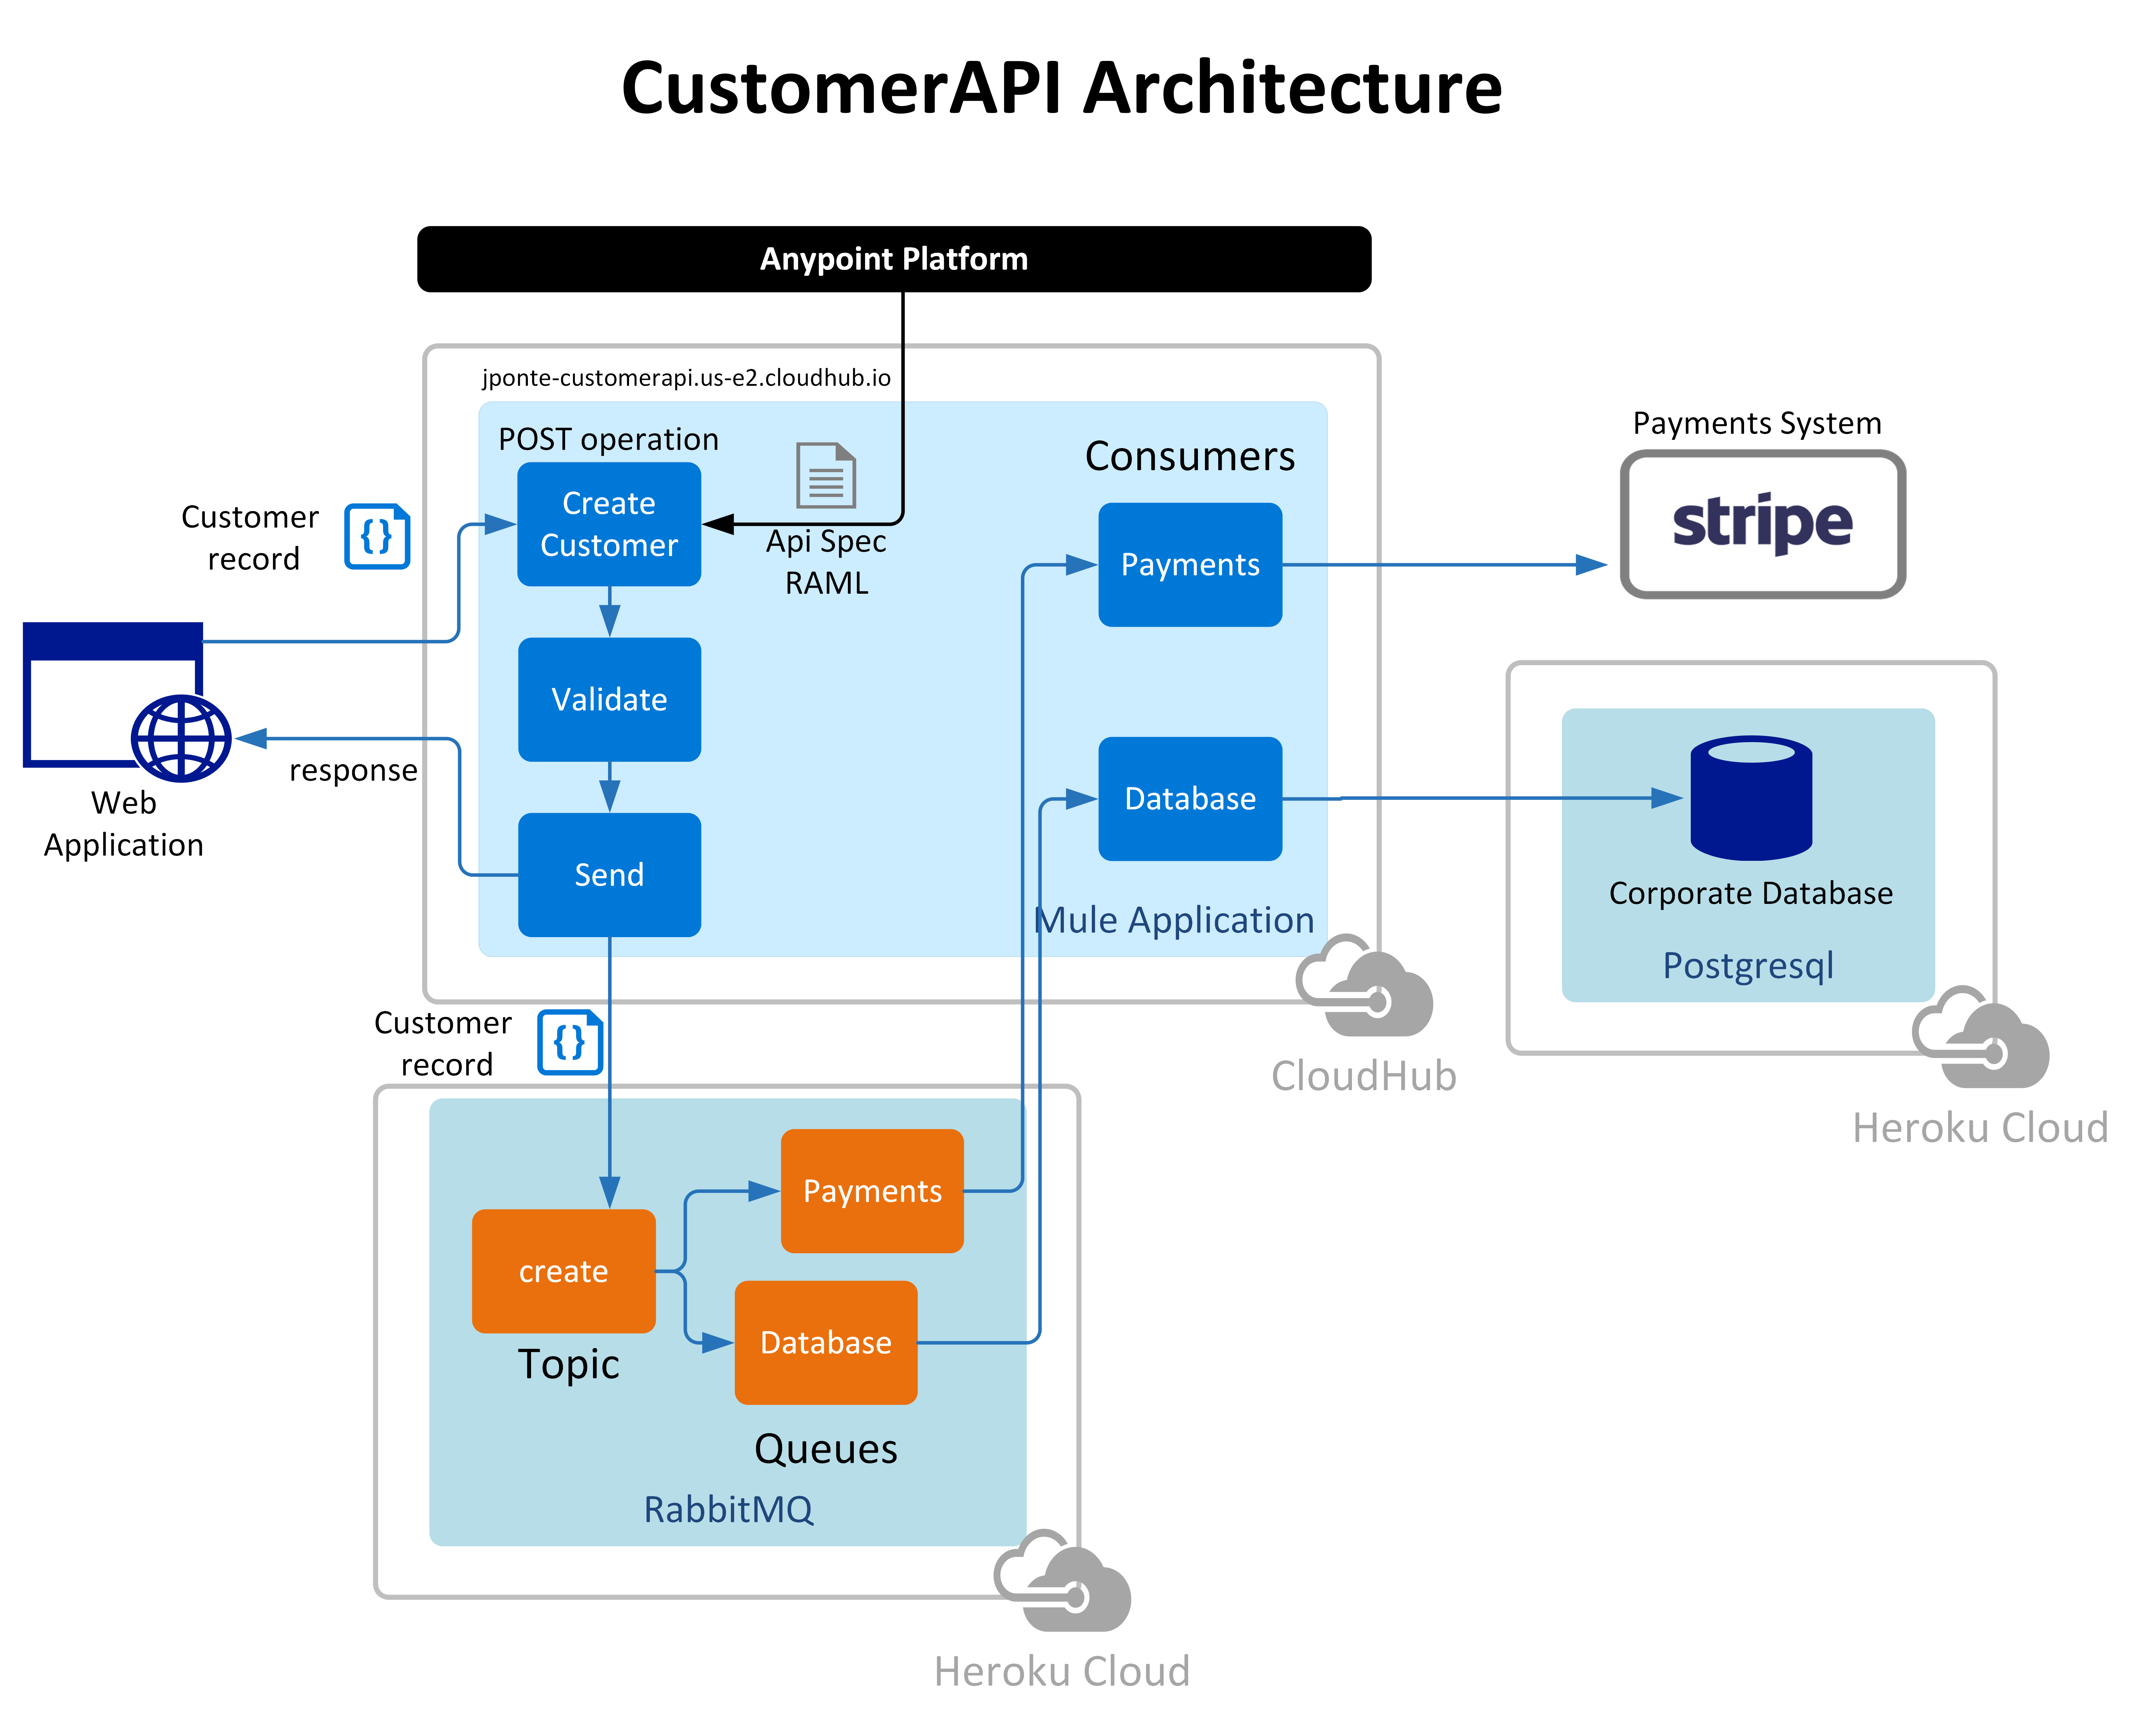 CustomerAPI Architecture
Anypoint Platform
jponte-customerapi.us-e2.cloudhub.io
POST operation
Create
Customer
Api Spec
RAML
Consumers
Payments
Payments System
stripe
Customer
record
{}
Validate
Web
Application
response
Send
Database
Mule Application
CloudHub
Corporate Database
Postgresql
Heroku Cloud
Customer
record
{}
create
Topic
Payments
Database
Queues
RabbitMQ
Heroku Cloud